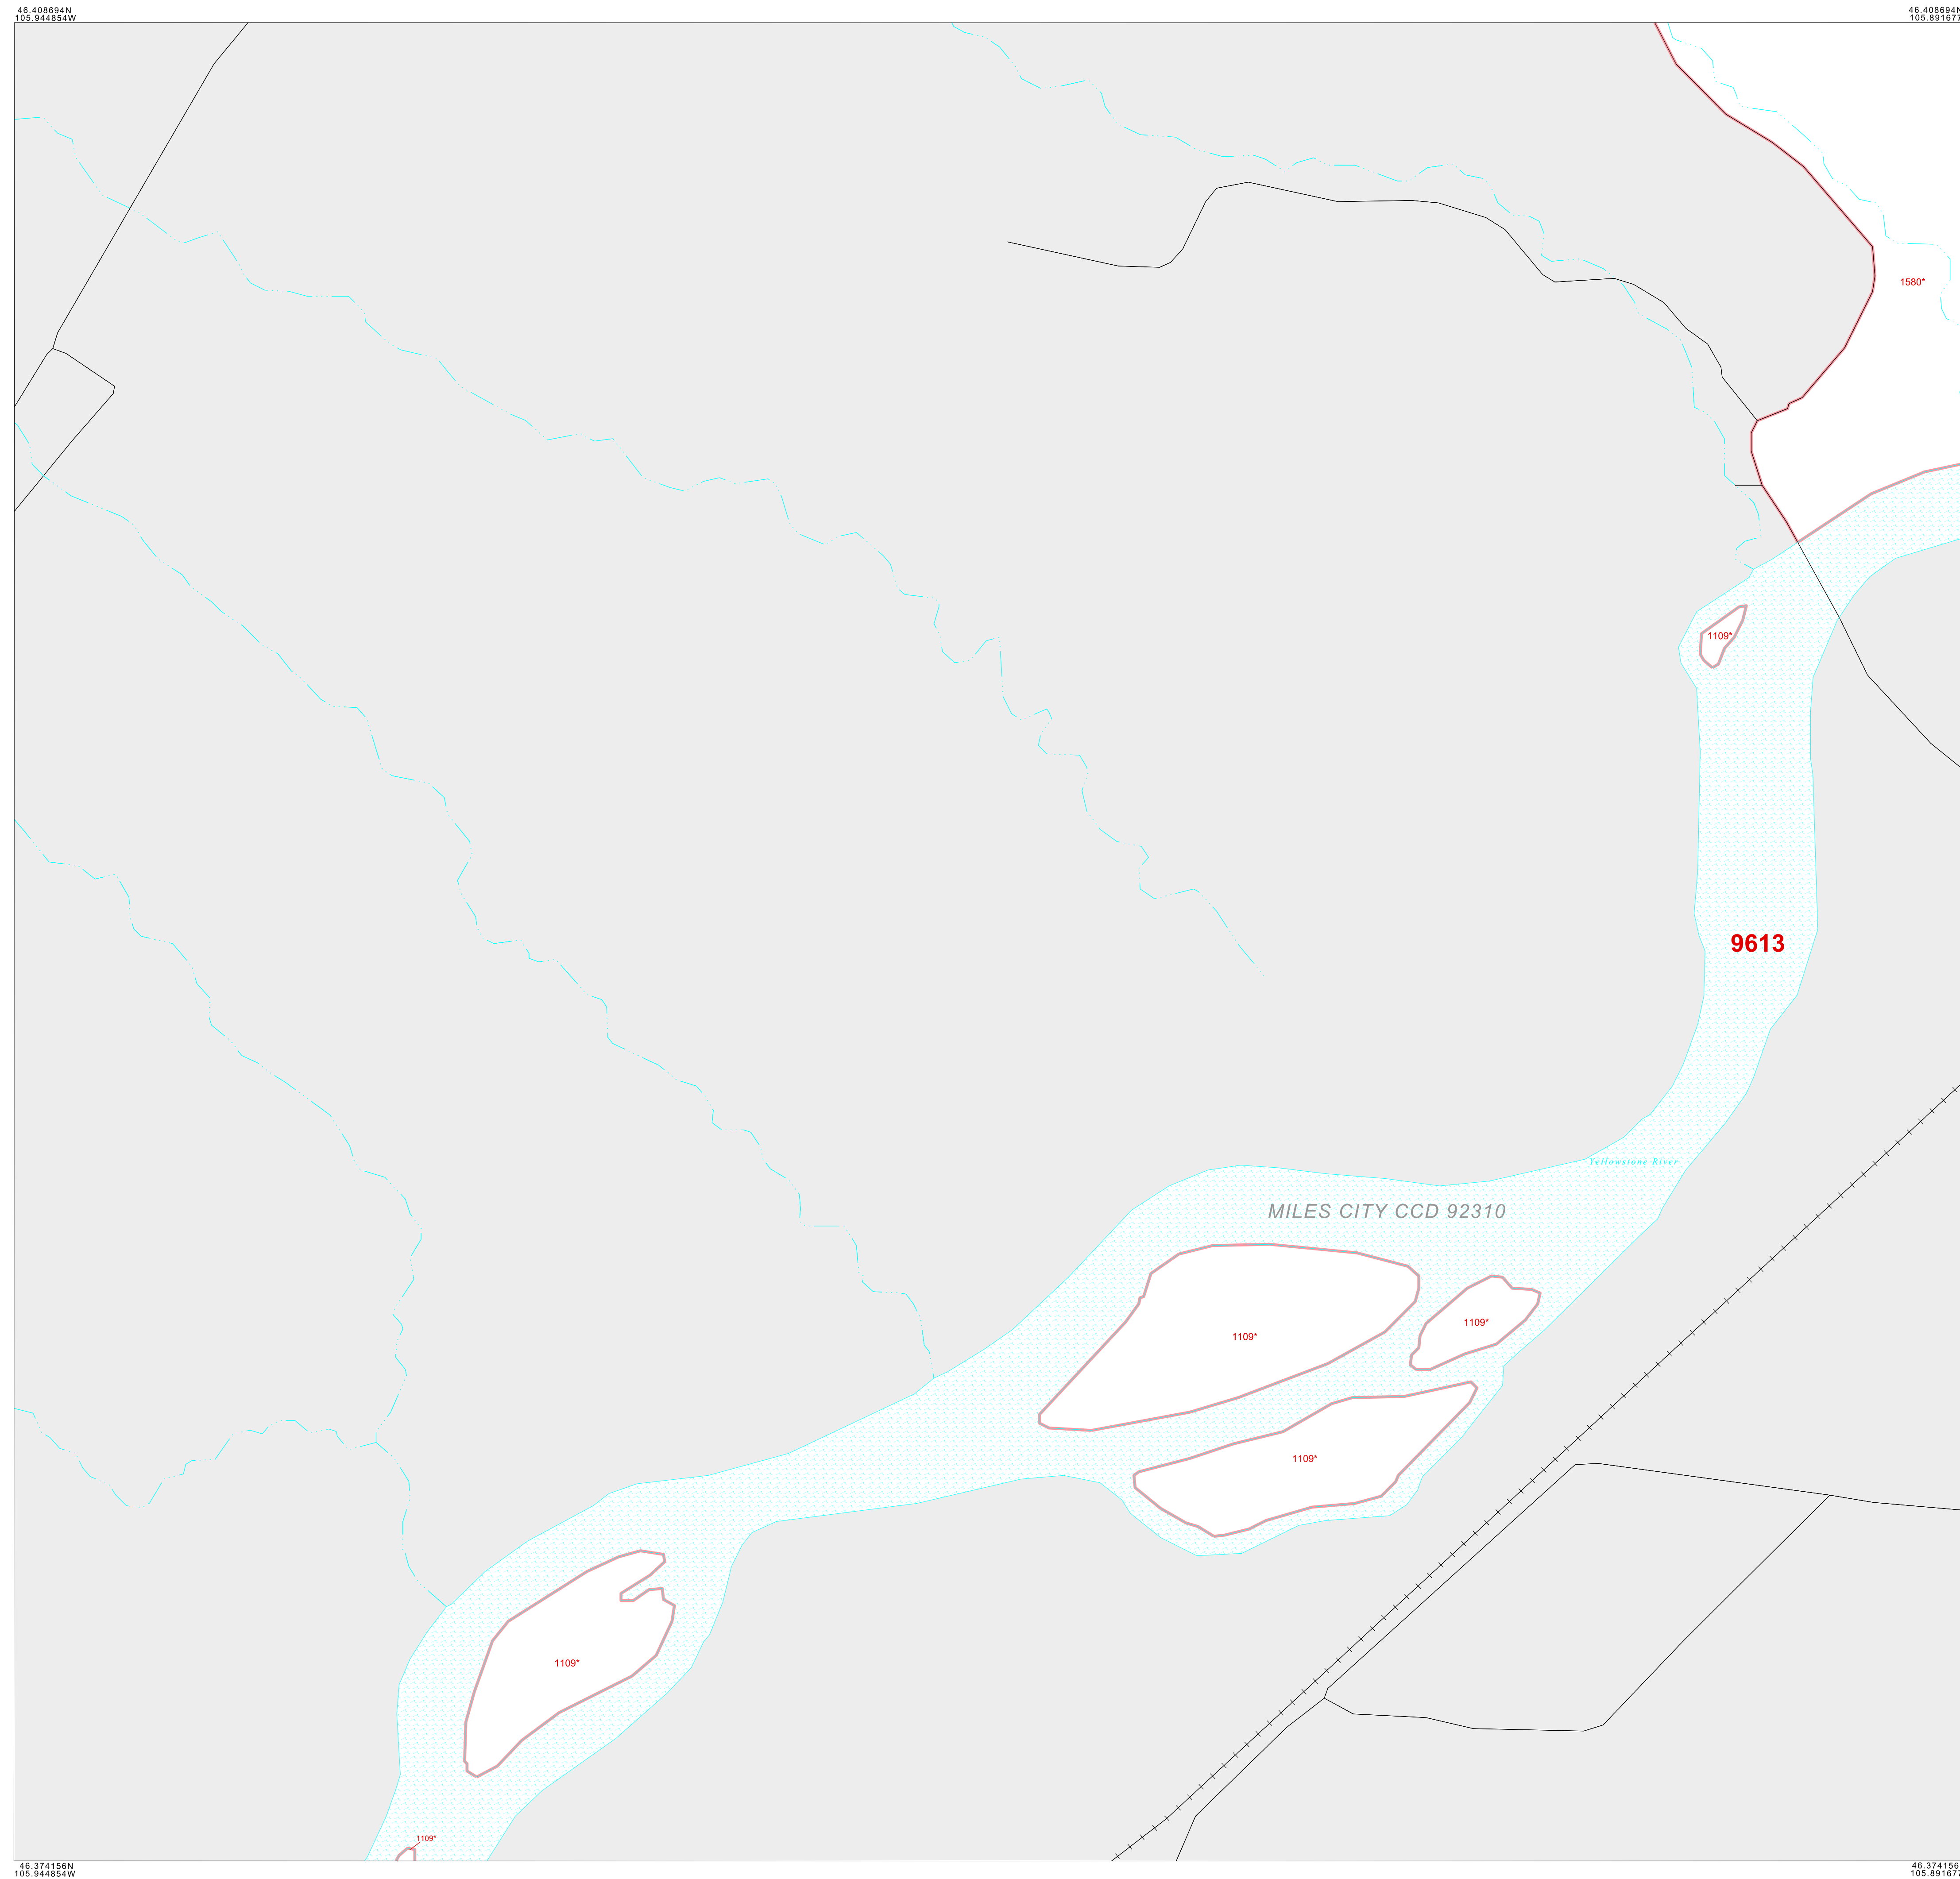 46.408694N
105.944854W
46.408694N
105.891677
1580*
1109*
9613
Yellowstone River
MILES CITY CCD 92310
1109*
1109*
1109*
1109*
1109*
46.374156N
105.944854W
46.374156
105.891677